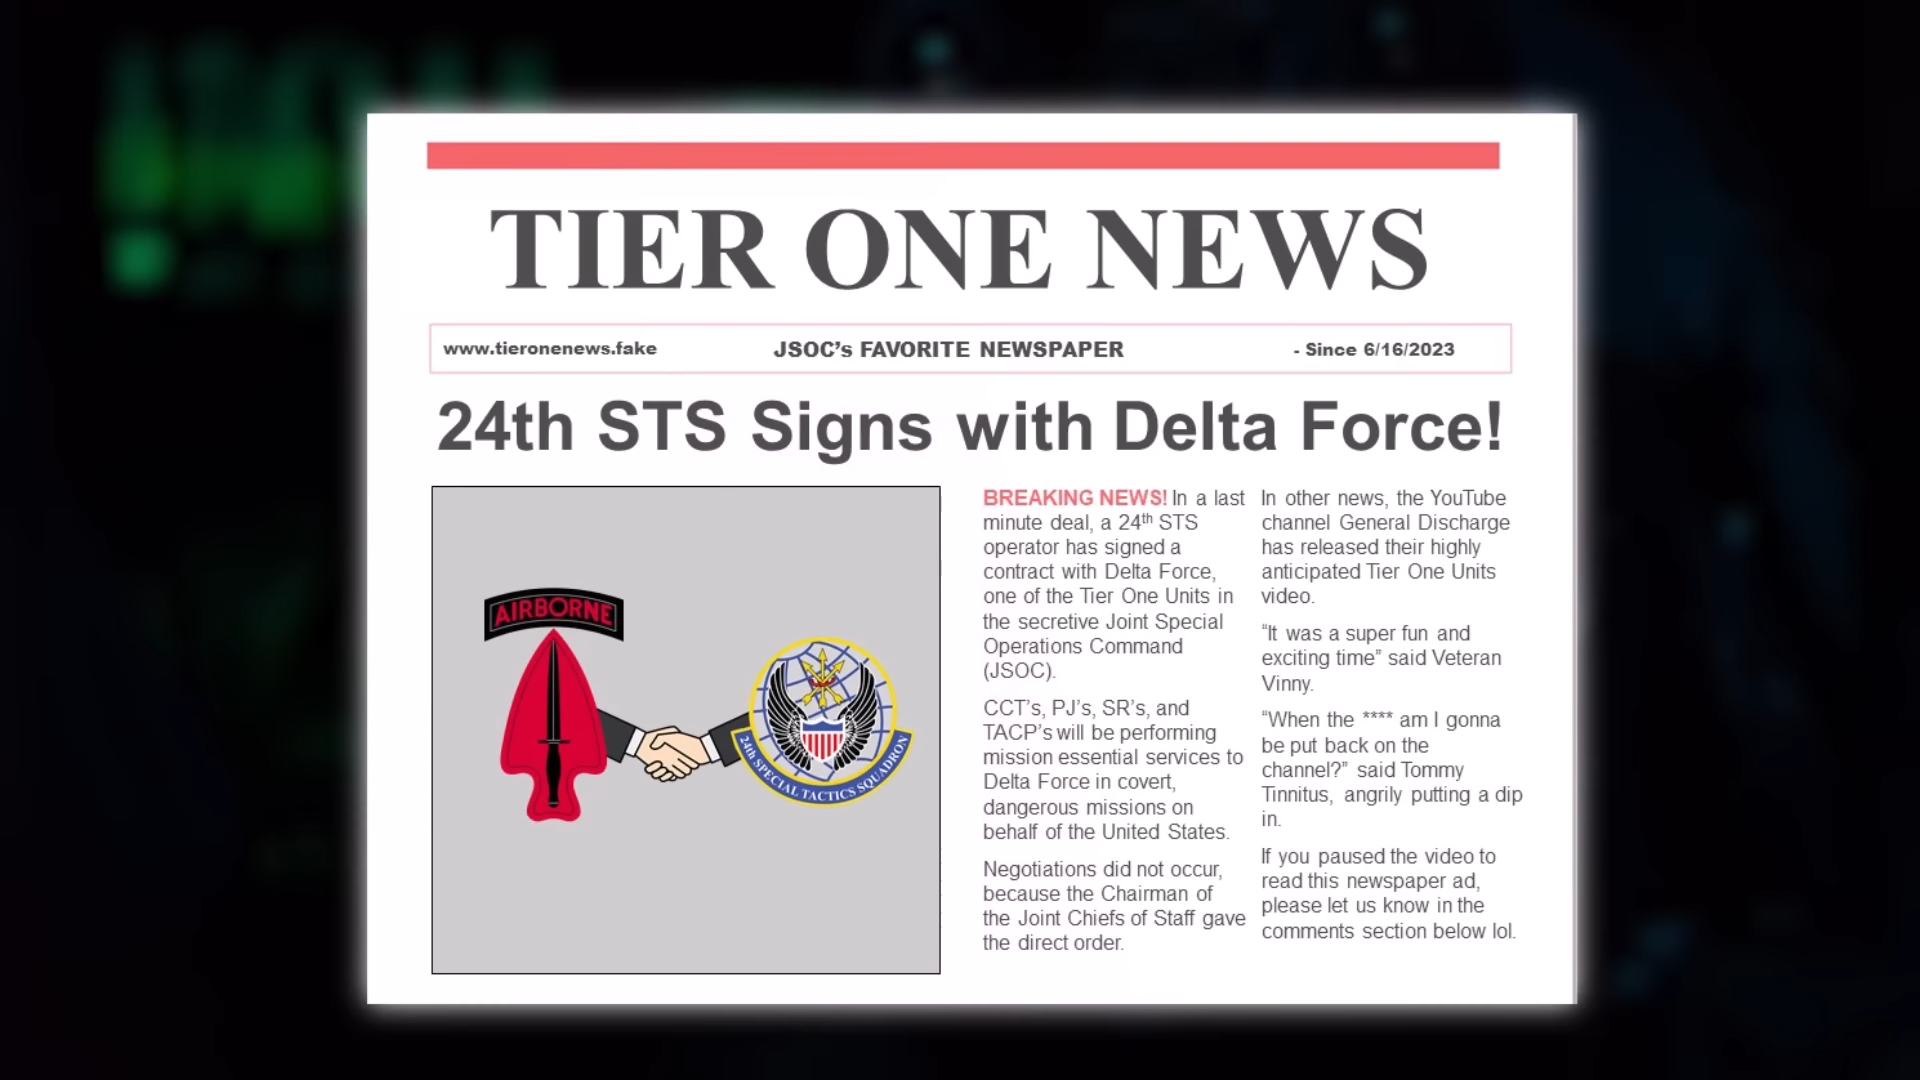 TIER ONE NEWS
www.tieronenews.fake
JSOC’s FAVORITE NEWSPAPER
- Since 6/16/2023
24th STS Signs with Delta Force!
AIRBORNE
24th SPECIAL TACTICS SQUADRON
BREAKING NEWS! In a last
minute deal, a 24th STS
operator has signed a
contract with Delta Force,
one of the Tier One Units in
the secretive Joint Special
Operations Command
(JSOC).
CCT’s, PJ’s, SR’s, and
TACP’s will be performing
mission essential services to
Delta Force in covert,
dangerous missions on
behalf of the United States.
Negotiations did not occur,
because the Chairman of
the Joint Chiefs of Staff gave
the direct order.
In other news, the YouTube
channel General Discharge
has released their highly
anticipated Tier One Units
video.
“It was a super fun and
exciting time” said Veteran
Vinny.
“When the **** am I gonna
be put back on the
channel?” said Tommy
Tinnitus, angrily putting a dip
in.
If you paused the video to
read this newspaper ad,
please let us know in the
comments section below lol.